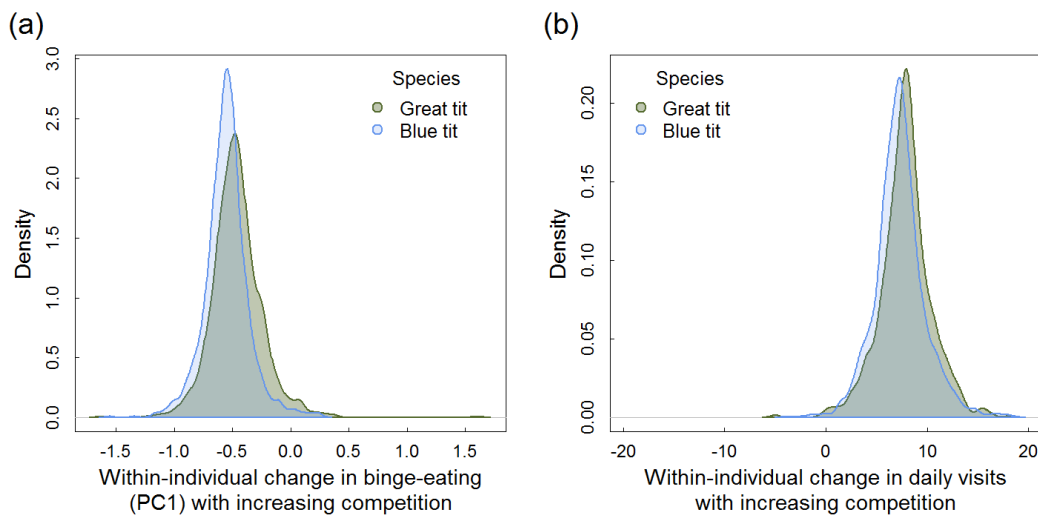 (a)
Density
0.0
0.5
1.0
1.5
2.0
2.5
3.0
Species
Great tit
Blue tit
-1.5
-1.0
-0.5
0.0
0.5
1.0
1.5
Within-individual change in binge-eating
(PC1) with increasing competition
(b)
Density
0.00
0.05
0.10
0.15
0.20
Species
Great tit
Blue tit
-20
-10
0
10
20
Within-individual change in daily visits
with increasing competition